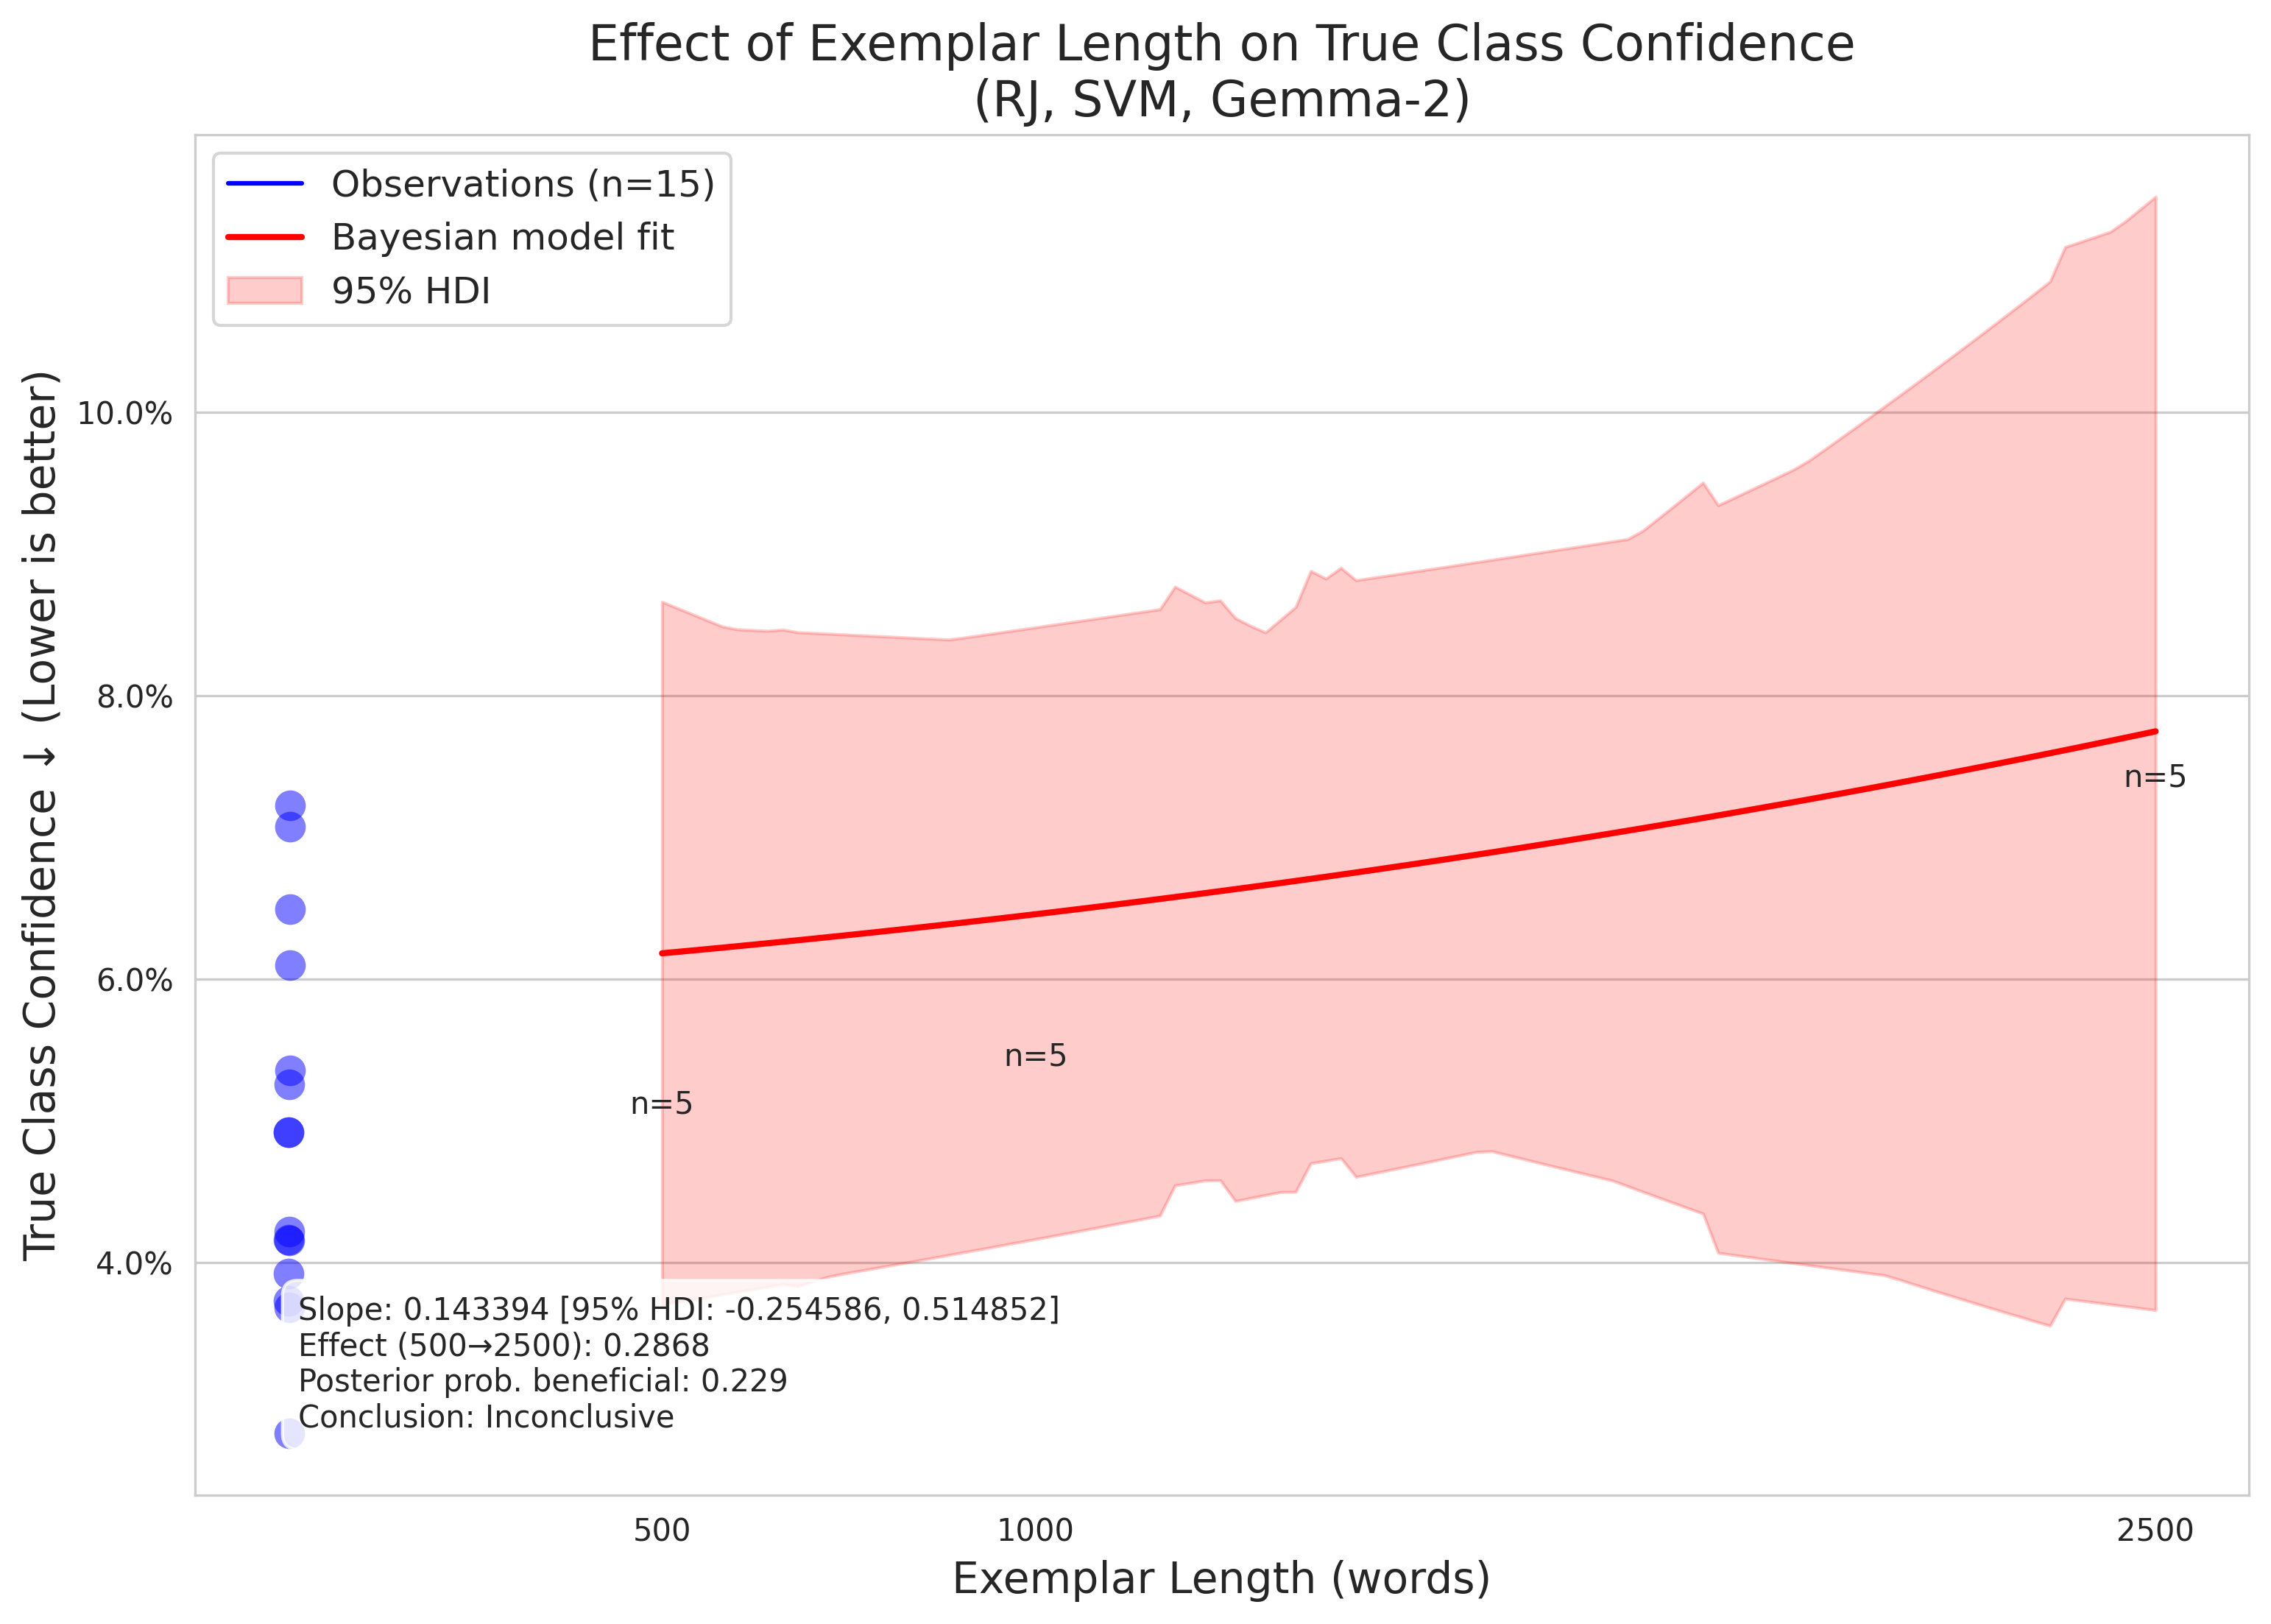 Effect of Exemplar Length on True Class Confidence
(RJ, SVM, Gemma-2)
Observations (n=15)
Bayesian model fit
95% HDI
True Class Confidence ↓ (Lower is better)
10.0%
8.0%
6.0%
4.0%
n=5
n=5
n=5
Slope: 0.143394 [95% HDI: -0.254586, 0.514852]
Effect (500→2500): 0.2868
Posterior prob. beneficial: 0.229
Conclusion: Inconclusive
500
1000
2500
Exemplar Length (words)